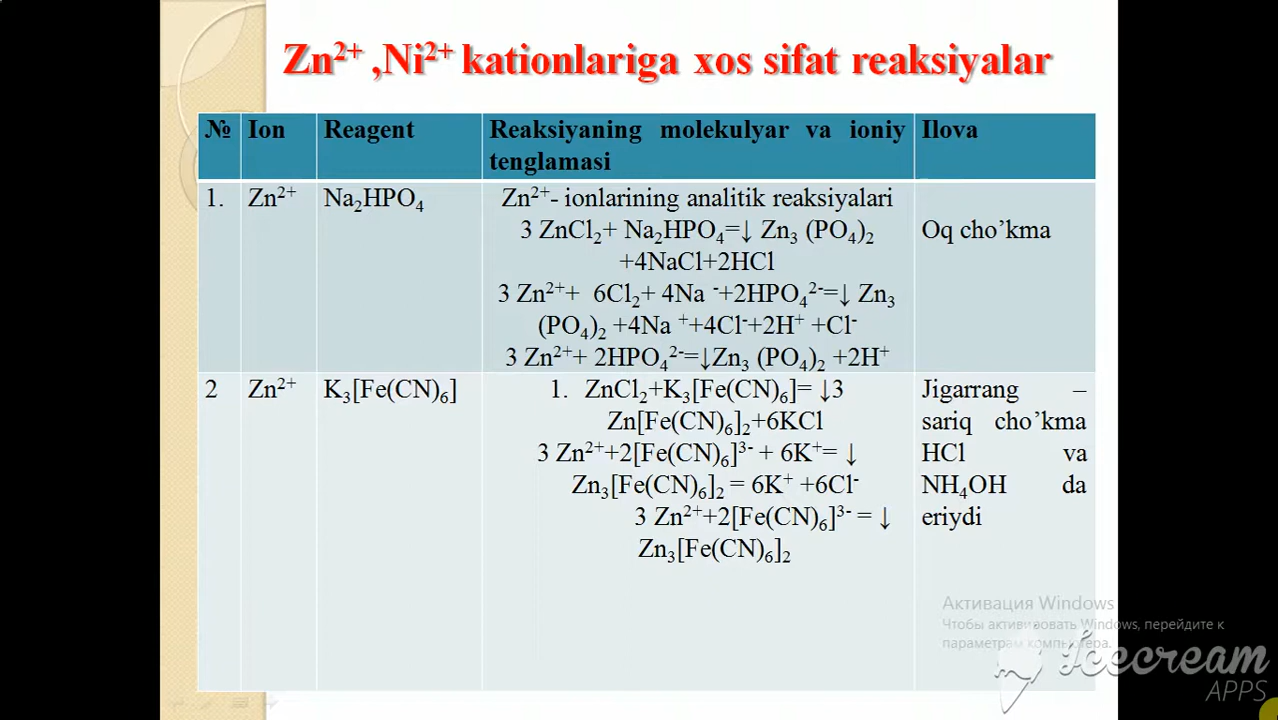 Zn²⁺ ,Ni²⁺ kationlariga xos sifat reaksiyalar
№ Ion Reagent Reaksiyaning molekulyar va ioniy tenglamasi Ilova
1. Zn²⁺ Na₂HPO₄
Zn²⁺- ionlarining analitik reaksiyalari
3 ZnCl₂+ Na₂HPO₄=↓ Zn₃ (PO₄)₂
+4NaCl+2HCl
3 Zn²⁺+ 6Cl₂+ 4Na ⁻+2HPO₄²⁻=↓ Zn₃
(PO₄)₂ +4Na ⁺+4Cl⁻+2H⁺ +Cl⁻
3 Zn²⁺+ 2HPO₄²⁻=↓Zn₃ (PO₄)₂ +2H⁺
Oq cho’kma
2 Zn²⁺ K₃[Fe(CN)₆]
1. ZnCl₂+K₃[Fe(CN)₆]= ↓3
Zn[Fe(CN)₆]₂+6KCl
3 Zn²⁺+2[Fe(CN)₆]³⁻ + 6K⁺= ↓
Zn₃[Fe(CN)₆]₂ = 6K⁺ +6Cl⁻
3 Zn²⁺+2[Fe(CN)₆]³⁻ = ↓
Zn₃[Fe(CN)₆]₂
Jigarrang –
sariq cho’kma
HCl va
NH₄OH da
eriydi
Активация Windows
Чтобы активировать Windows, перейдите к
параметрам компьютера.
Icecream
APPS